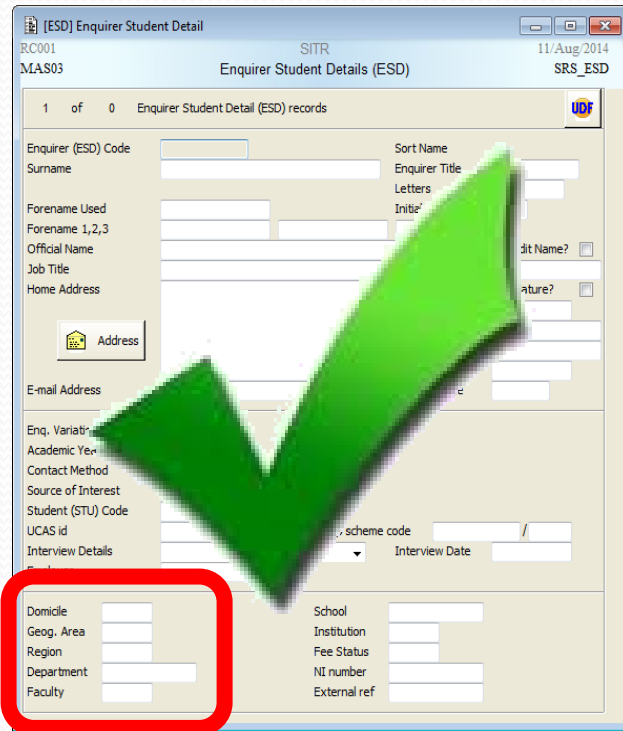 [ESD] Enquirer Student Detail
RC001 SITR 11/Aug/2014
MAS03 Enquirer Student Details (ESD) SRS_ESD
1 of 0 Enquirer Student Detail (ESD) records UDF
Enquirer (ESD) Code Sort Name
Surname Enquirer Title
Letters
Forename Used
Forename 1,2,3
Official Name Name?
Job Title
Home Address
Address
E-mail Address
Enq.
Academic
Contact Method
Source of Interest
Student (STU) Code
UCAS id scheme code /
Interview Details Interview Date
Domicile School
Geog. Area Institution
Region Fee Status
Department NI number
Faculty External ref